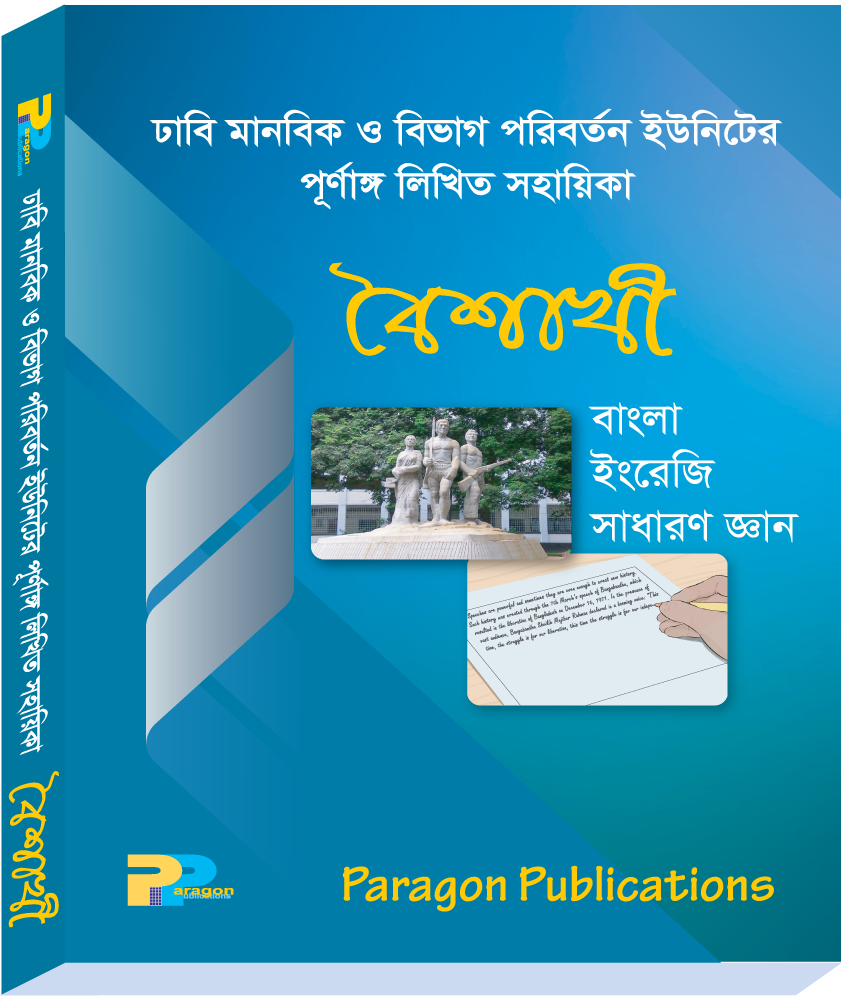 ঢাবি মানবিক ও বিভাগ পরিবর্তন ইউনিটের
পূর্ণাঙ্গ লিখিত সহায়িকা
বৈশাখী
বাংলা
ইংরেজি
সাধারণ জ্ঞান
Speeches are powerful and sometimes they are even enough to creat new history.
Such history was created through the 7th March's speech of Bangabandhu, which
resulted in the liberation of Bangladesh on December 16, 1971. In the presence of
vast audience, Bangabandhu Sheikh Mujibur Rahman declared in a booming voice, "This
time, the struggle is for our liberation, this time the struggle is for our indepen
Paragon
Publications
Paragon Publications
Paragon
Publications
ঢাবি মানবিক ও বিভাগ পরিবর্তন ইউনিটের পূর্ণাঙ্গ লিখিত সহায়িকা
বৈশাখী